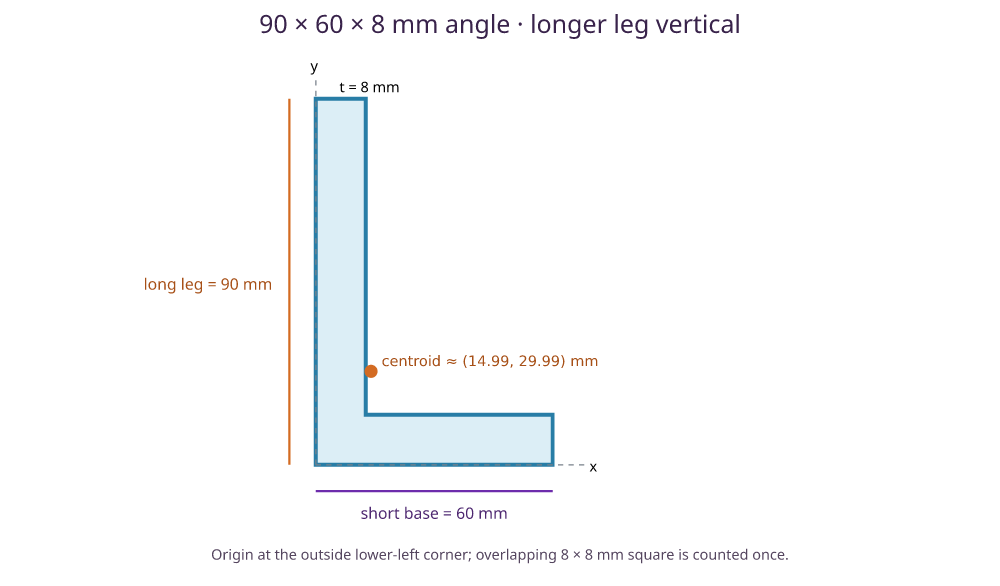 90 × 60 × 8 mm angle · longer leg vertical
y
t = 8 mm
long leg = 90 mm
centroid ≈ (14.99, 29.99) mm
x
short base = 60 mm
Origin at the outside lower-left corner; overlapping 8 × 8 mm square is counted once.